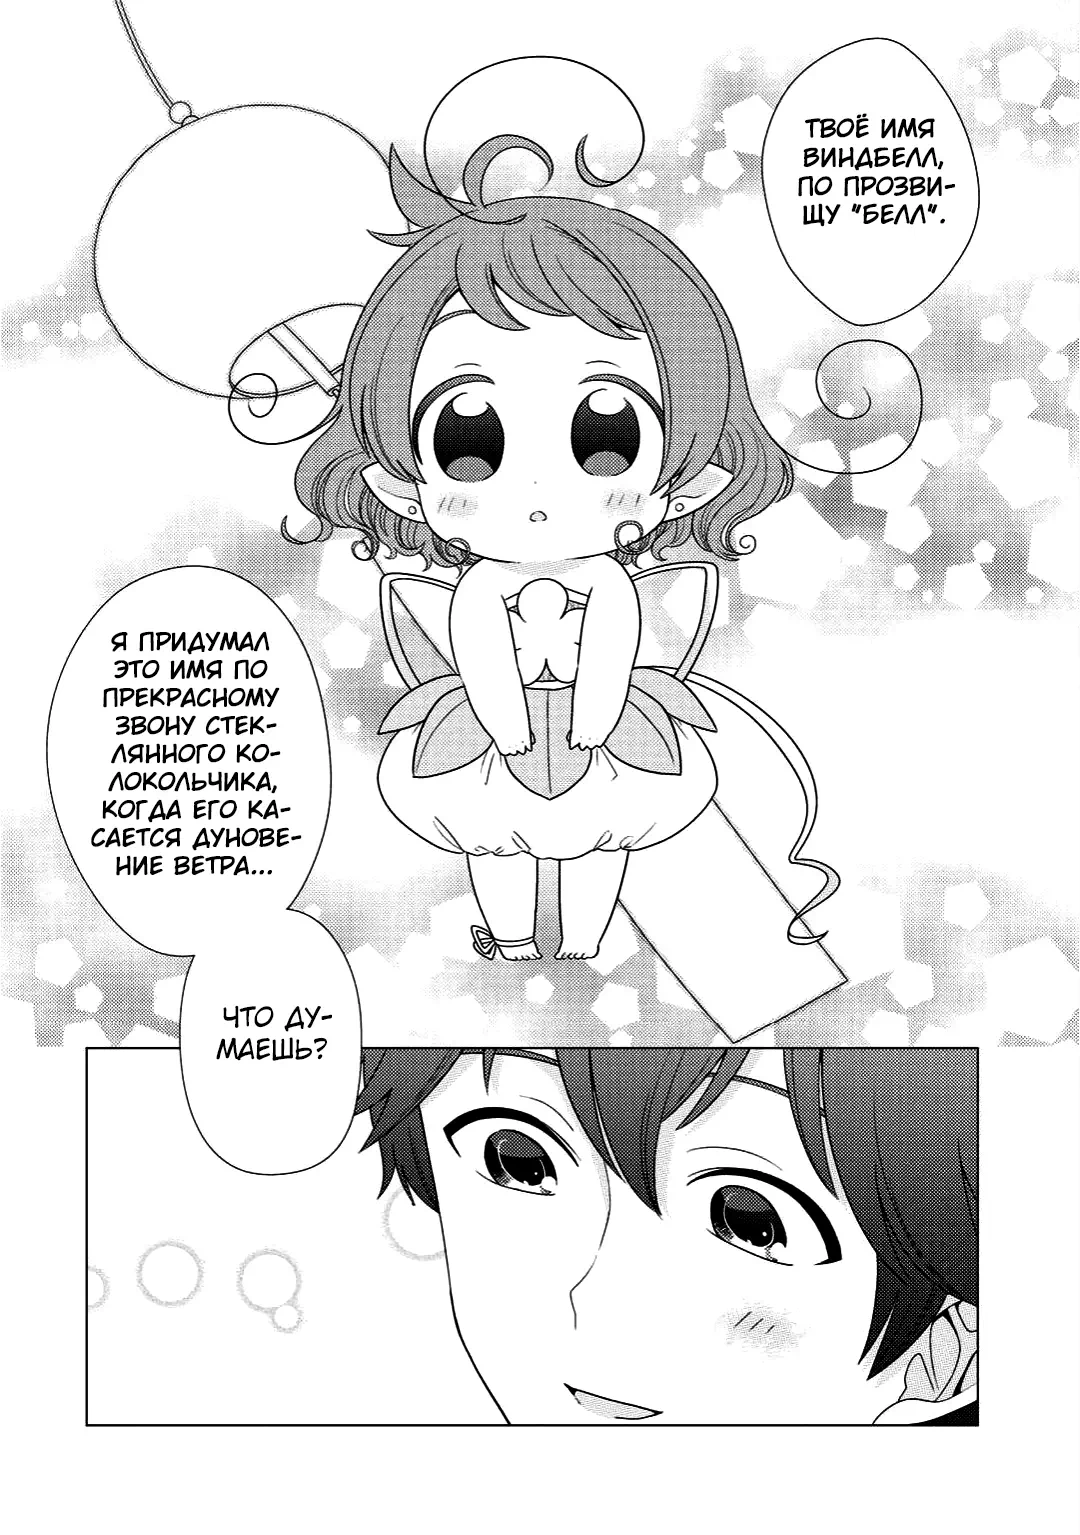 ТВОЁ ИМЯ
ВИНДБЕЛЛ,
ПО ПРОЗВИ-
ЩУ "БЕЛЛ".
Я ПРИДУМАЛ
ЭТО ИМЯ ПО
ПРЕКРАСНОМУ
ЗВОНУ СТЕК-
ЛЯННОГО КО-
ЛОКОЛЬЧИКА,
КОГДА ЕГО КА-
САЕТСЯ ДУНОВЕ-
НИЕ ВЕТРА...
ЧТО ДУ-
МАЕШЬ?